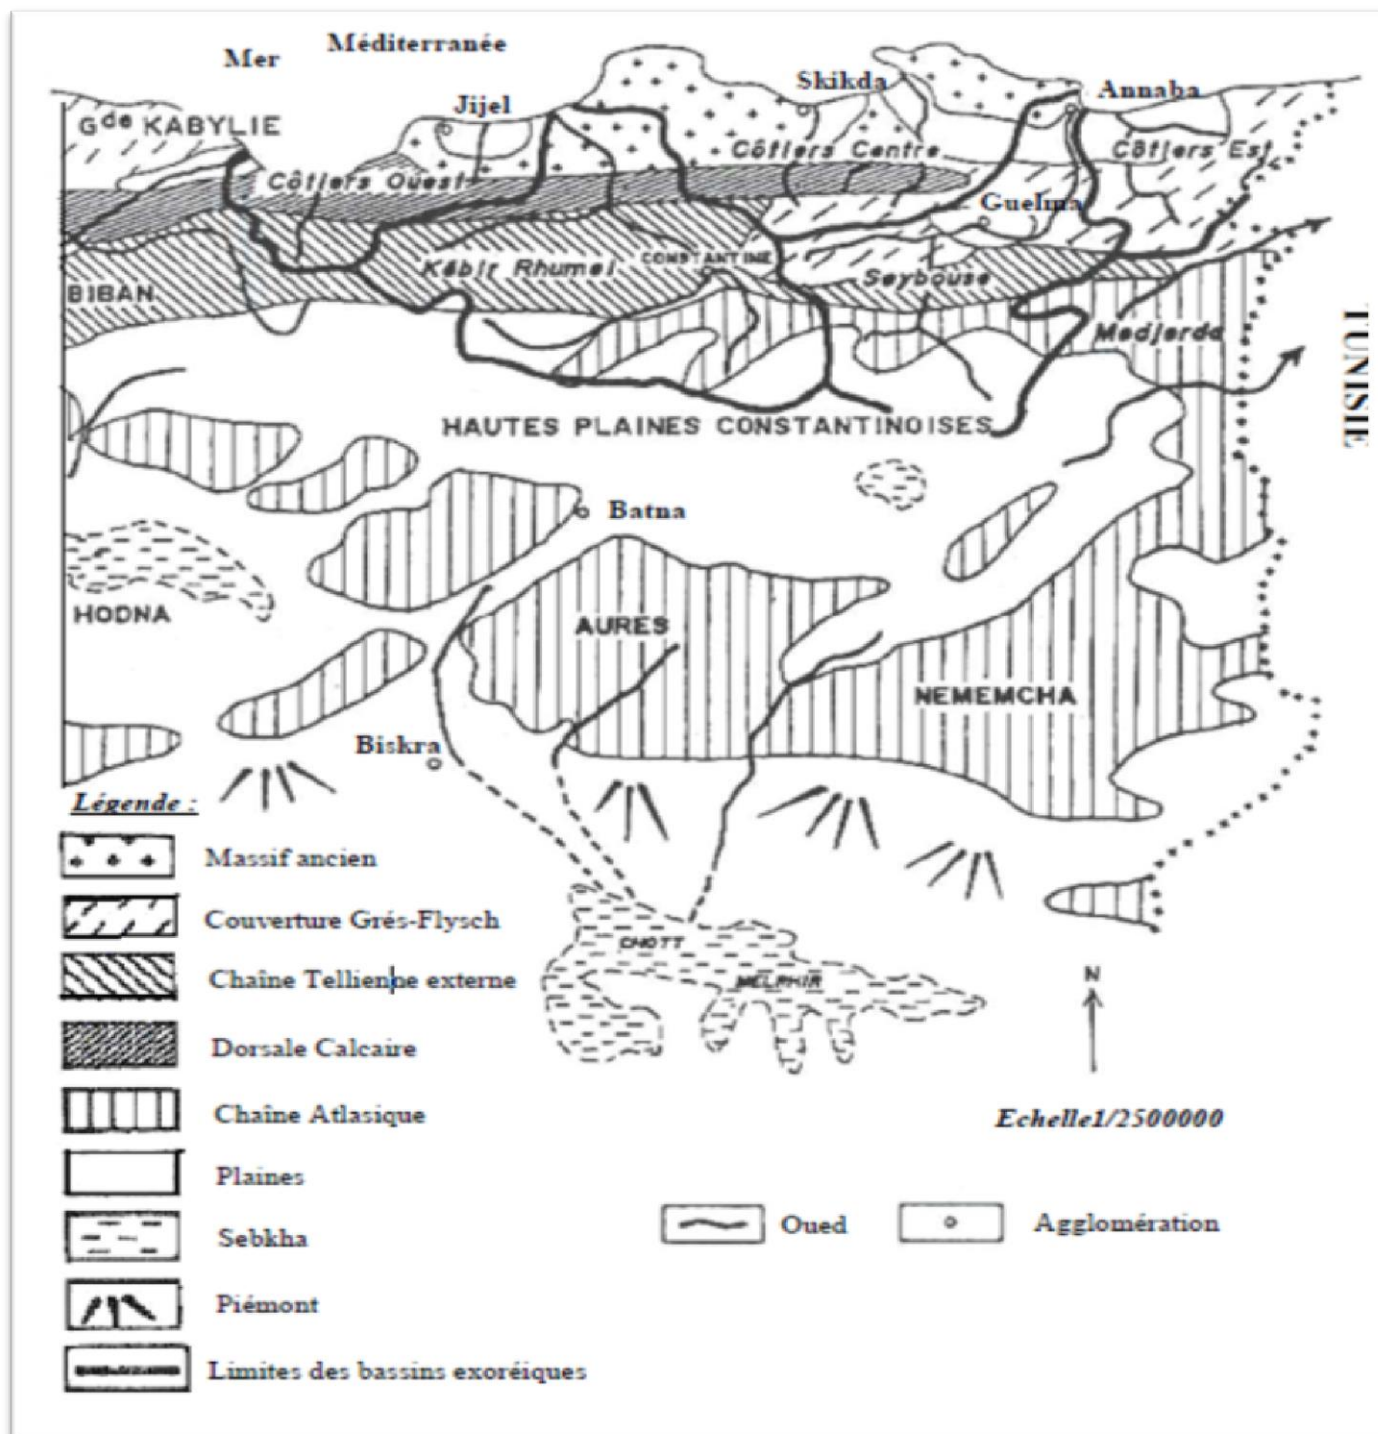 Mer Méditerranée
Jijel
Skikda
Annaba
Gde KABYLIE
Côtiers Ouest
Côtiers Centre
Côtiers Est
Guelma
BIBAN
Kébir Rhumel
CONSTANTINE
Seybouse
Medjerda
TUNISIE
HAUTES PLAINES CONSTANTINOISES
Batna
HODNA
AURES
NEMEMCHA
Biskra
CHOTT
MELRHIR
N
Echelle1/2500000
Légende :
Massif ancien
Couverture Grés-Flysch
Chaîne Tellienne externe
Dorsale Calcaire
Chaîne Atlasique
Plaines
Sebkha
Piémont
Limites des bassins exoréiques
Oued
Agglomération